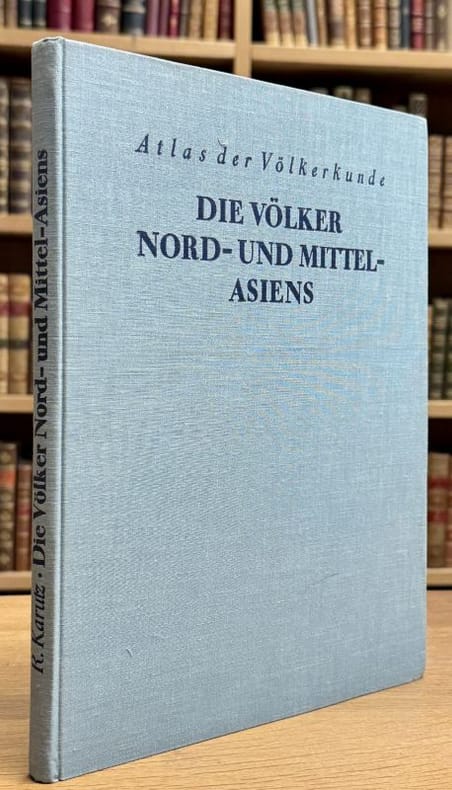 Atlas der Völkerkunde
DIE VÖLKER
NORD- UND MITTEL-
ASIENS
R. Karutz · Die Völker Nord- und Mittel-Asiens